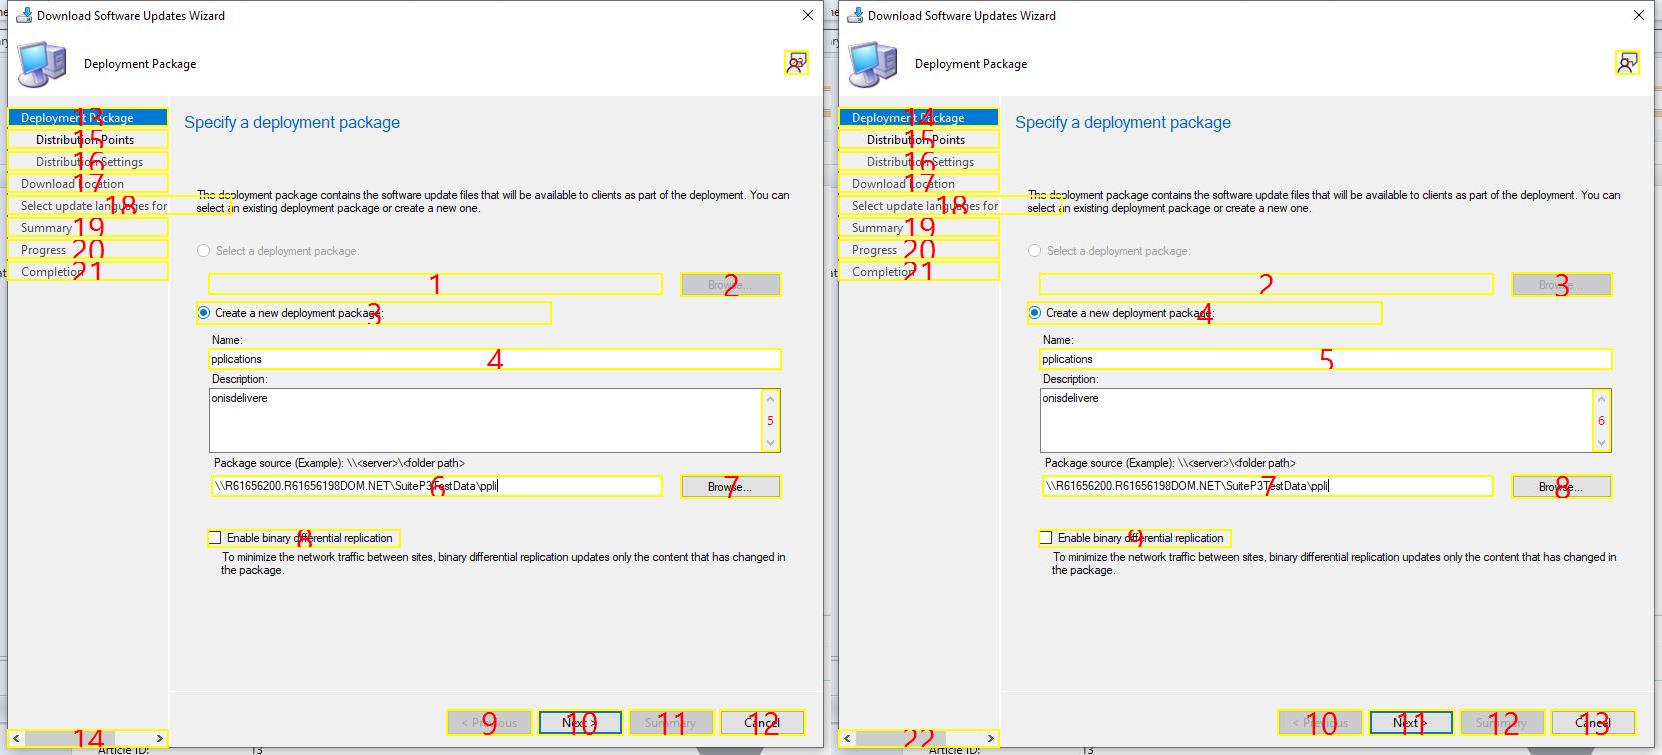 Download Software Updates Wizard
Deployment Package
13
Deployment Package
15
Distribution Points
16
Distribution Settings
17
Download Location
18
Select update languages for
19
Summary
20
Progress
21
Completion
14
Specify a deployment package
The deployment package contains the software update files that will be available to clients as part of the deployment. You can
select an existing deployment package or create a new one.
Select a deployment package:
1
2
Browse...
3
Create a new deployment package:
Name:
4
pplications
Description:
onisdelivere
5
Package source (Example): \\<server>\<folder path>
6
\\R61656200.R61656198DOM.NET\SuiteP3TestData\ppli
7
Browse...
8
Enable binary differential replication
To minimize the network traffic between sites, binary differential replication updates only the content that has changed in
the package.
9
< Previous
10
Next >
11
Summary
12
Cancel
Article ID:
13
Download Software Updates Wizard
Deployment Package
14
Deployment Package
15
Distribution Points
16
Distribution Settings
17
Download Location
18
Select update languages for
19
Summary
20
Progress
21
Completion
22
Specify a deployment package
The deployment package contains the software update files that will be available to clients as part of the deployment. You can
select an existing deployment package or create a new one.
Select a deployment package:
2
3
Browse...
4
Create a new deployment package:
Name:
5
pplications
Description:
onisdelivere
6
Package source (Example): \\<server>\<folder path>
7
\\R61656200.R61656198DOM.NET\SuiteP3TestData\ppli
8
Browse...
9
Enable binary differential replication
To minimize the network traffic between sites, binary differential replication updates only the content that has changed in
the package.
10
< Previous
11
Next >
12
Summary
13
Cancel
Article ID:
13